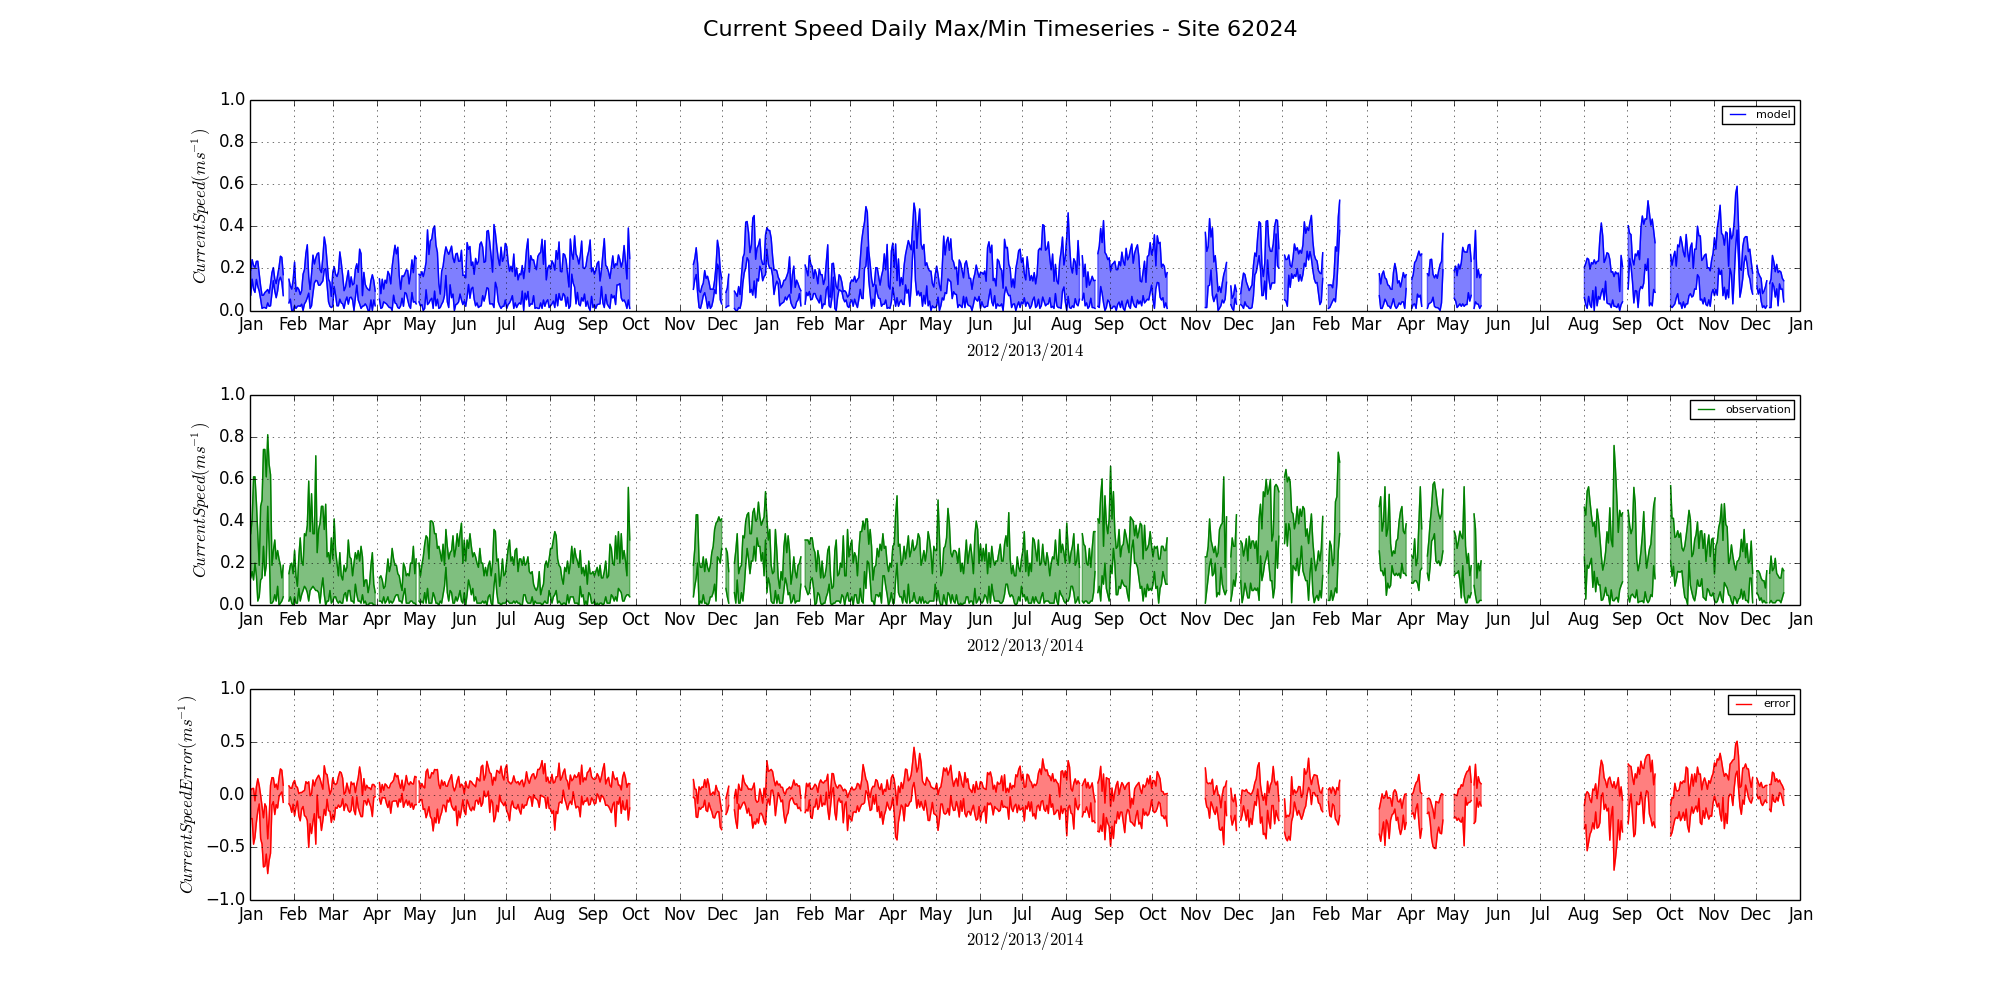 Current Speed Daily Max/Min Timeseries - Site 62024
1.0
0.8
0.6
0.4
0.2
0.0
CurrentSpeed(ms⁻¹)
model
Jan Feb Mar Apr May Jun Jul Aug Sep Oct Nov Dec Jan Feb Mar Apr May Jun Jul Aug Sep Oct Nov Dec Jan Feb Mar Apr May Jun Jul Aug Sep Oct Nov Dec Jan
2012/2013/2014
1.0
0.8
0.6
0.4
0.2
0.0
CurrentSpeed(ms⁻¹)
observation
Jan Feb Mar Apr May Jun Jul Aug Sep Oct Nov Dec Jan Feb Mar Apr May Jun Jul Aug Sep Oct Nov Dec Jan Feb Mar Apr May Jun Jul Aug Sep Oct Nov Dec Jan
2012/2013/2014
1.0
0.5
0.0
−0.5
−1.0
CurrentSpeedError(ms⁻¹)
error
Jan Feb Mar Apr May Jun Jul Aug Sep Oct Nov Dec Jan Feb Mar Apr May Jun Jul Aug Sep Oct Nov Dec Jan Feb Mar Apr May Jun Jul Aug Sep Oct Nov Dec Jan
2012/2013/2014